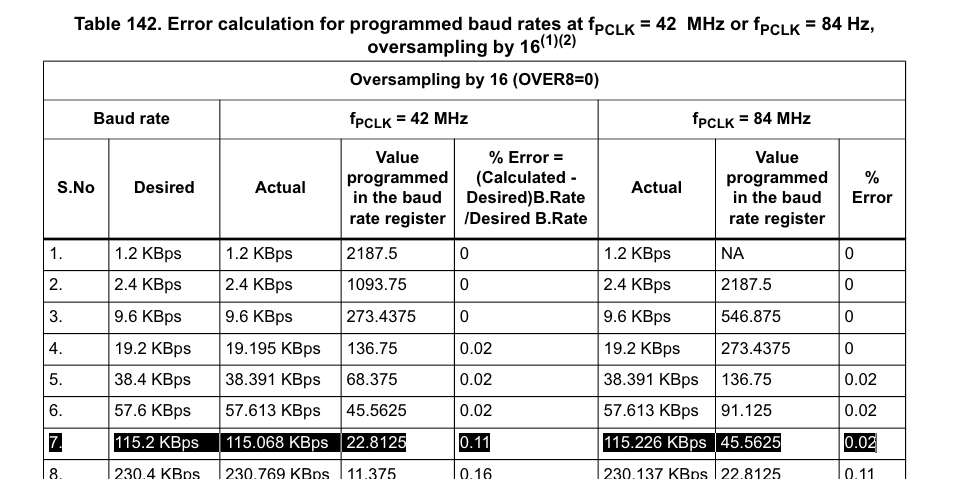 Table 142. Error calculation for programmed baud rates at fPCLK = 42 MHz or fPCLK = 84 Hz,
oversampling by 16(1)(2)
Oversampling by 16 (OVER8=0)
Baud rate fPCLK = 42 MHz fPCLK = 84 MHz
S.No Desired Actual Value programmed in the baud rate register % Error = (Calculated - Desired)B.Rate /Desired B.Rate Actual Value programmed in the baud rate register % Error
1. 1.2 KBps 1.2 KBps 2187.5 0 1.2 KBps NA 0
2. 2.4 KBps 2.4 KBps 1093.75 0 2.4 KBps 2187.5 0
3. 9.6 KBps 9.6 KBps 273.4375 0 9.6 KBps 546.875 0
4. 19.2 KBps 19.195 KBps 136.75 0.02 19.2 KBps 273.4375 0
5. 38.4 KBps 38.391 KBps 68.375 0.02 38.391 KBps 136.75 0.02
6. 57.6 KBps 57.613 KBps 45.5625 0.02 57.613 KBps 91.125 0.02
7. 115.2 KBps 115.068 KBps 22.8125 0.11 115.226 KBps 45.5625 0.02
8. 230.4 KBps 230.769 KBps 11.375 0.16 230.137 KBps 22.8125 0.11